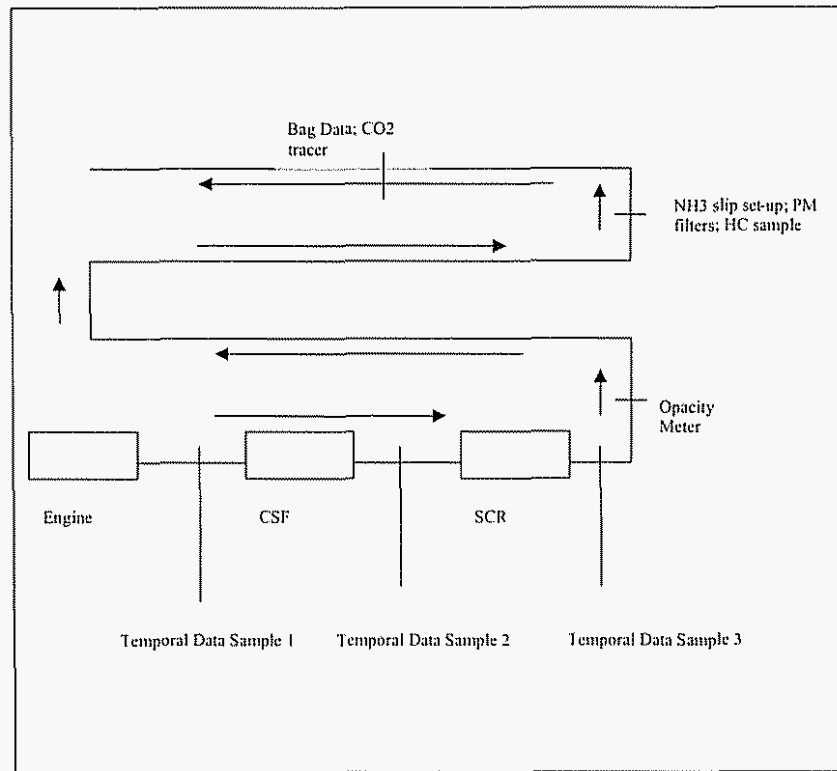 Bag Data; CO2
tracer
NH3 slip set-up; PM
filters; HC sample
Opacity
Meter
Engine
CSF
SCR
Temporal Data Sample 1
Temporal Data Sample 2
Temporal Data Sample 3